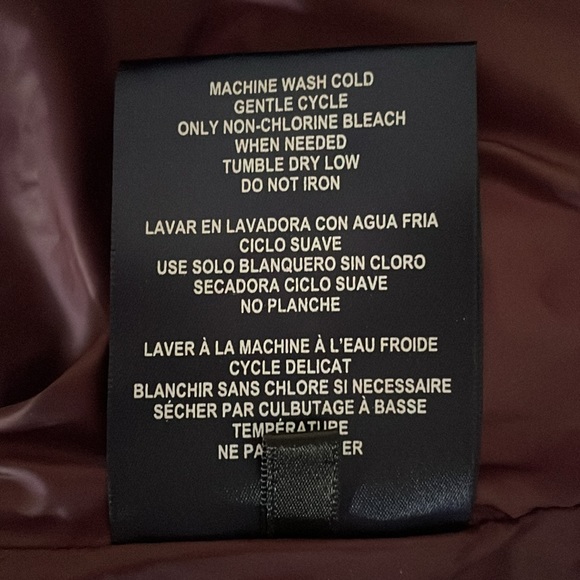 MACHINE WASH COLD
GENTLE CYCLE
ONLY NON-CHLORINE BLEACH
WHEN NEEDED
TUMBLE DRY LOW
DO NOT IRON
LAVAR EN LAVADORA CON AGUA FRIA
CICLO SUAVE
USE SOLO BLANQUERO SIN CLORO
SECADORA CICLO SUAVE
NO PLANCHE
LAVER À LA MACHINE À L'EAU FROIDE
CYCLE DELICAT
BLANCHIR SANS CHLORE SI NECESSAIRE
SÉCHER PAR CULBUTAGE À BASSE
TEMPÉRATURE
NE